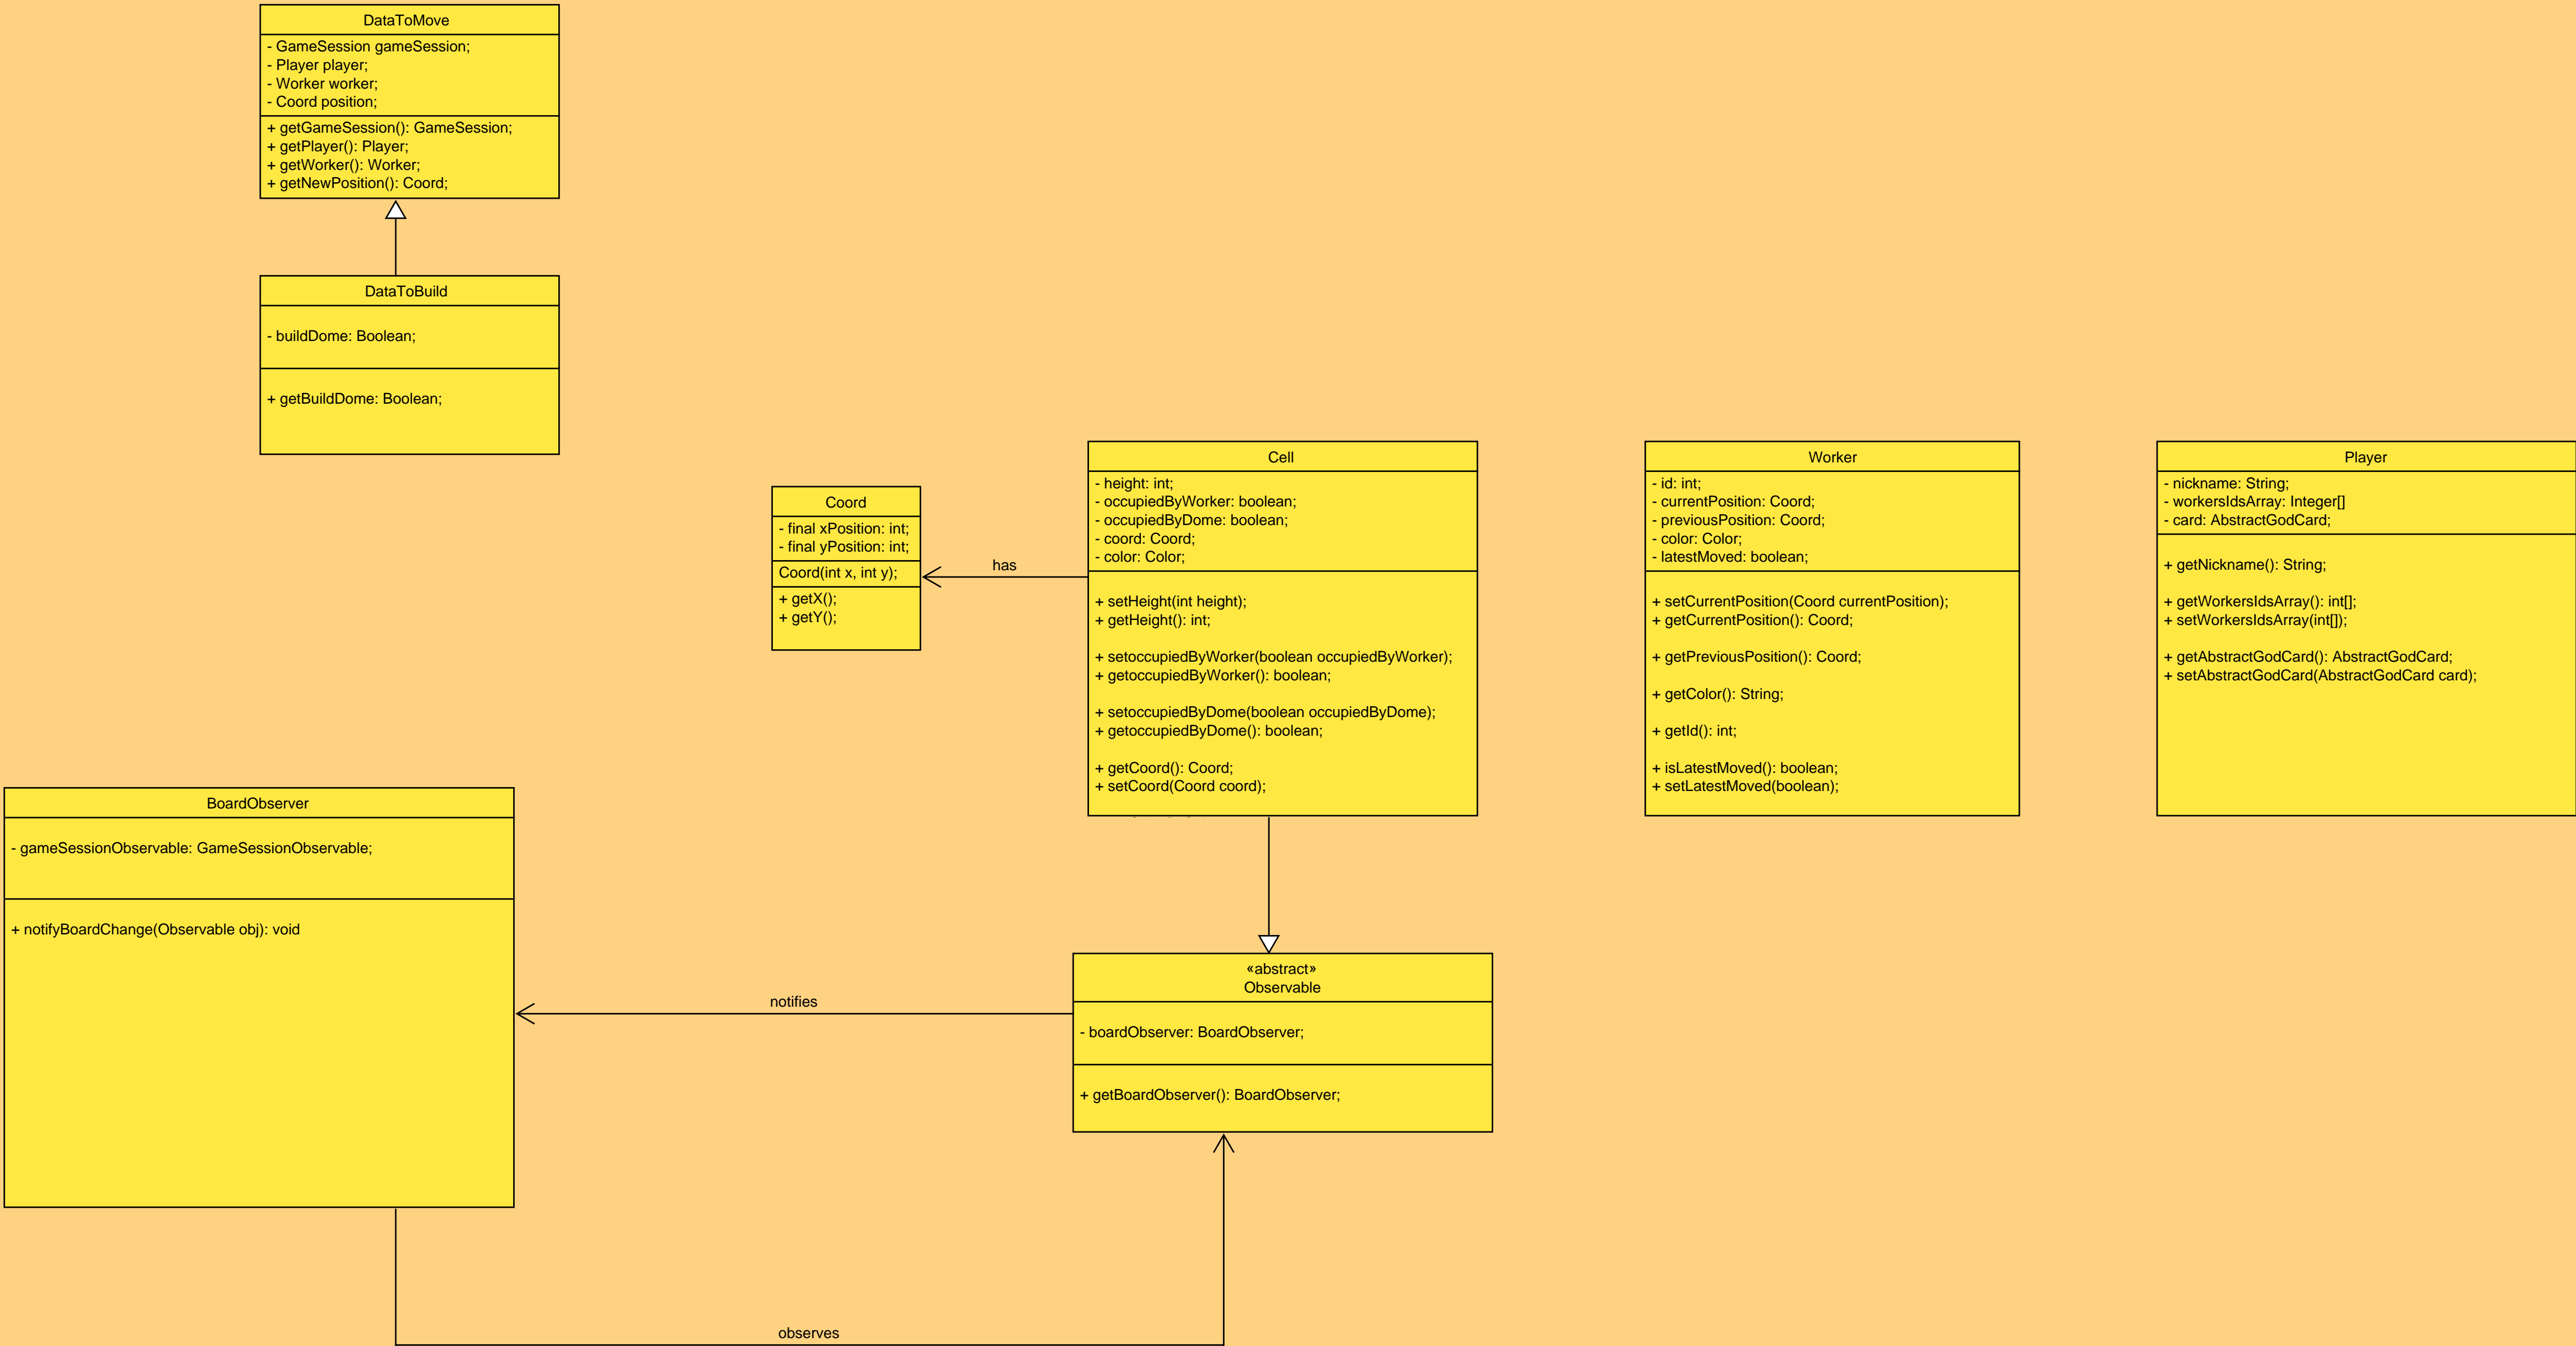 DataToMove
- GameSession gameSession;
- Player player;
- Worker worker;
- Coord position;
+ getGameSession(): GameSession;
+ getPlayer(): Player;
+ getWorker(): Worker;
+ getNewPosition(): Coord;
DataToBuild
- buildDome: Boolean;
+ getBuildDome: Boolean;
Coord
- final xPosition: int;
- final yPosition: int;
Coord(int x, int y);
+ getX();
+ getY();
has
Cell
- height: int;
- occupiedByWorker: boolean;
- occupiedByDome: boolean;
- coord: Coord;
- color: Color;
+ setHeight(int height);
+ getHeight(): int;
+ setoccupiedByWorker(boolean occupiedByWorker);
+ getoccupiedByWorker(): boolean;
+ setoccupiedByDome(boolean occupiedByDome);
+ getoccupiedByDome(): boolean;
+ getCoord(): Coord;
+ setCoord(Coord coord);
Worker
- id: int;
- currentPosition: Coord;
- previousPosition: Coord;
- color: Color;
- latestMoved: boolean;
+ setCurrentPosition(Coord currentPosition);
+ getCurrentPosition(): Coord;
+ getPreviousPosition(): Coord;
+ getColor(): String;
+ getId(): int;
+ isLatestMoved(): boolean;
+ setLatestMoved(boolean);
Player
- nickname: String;
- workersIdsArray: Integer[]
- card: AbstractGodCard;
+ getNickname(): String;
+ getWorkersIdsArray(): int[];
+ setWorkersIdsArray(int[]);
+ getAbstractGodCard(): AbstractGodCard;
+ setAbstractGodCard(AbstractGodCard card);
BoardObserver
- gameSessionObservable: GameSessionObservable;
+ notifyBoardChange(Observable obj): void
notifies
«abstract»
Observable
- boardObserver: BoardObserver;
+ getBoardObserver(): BoardObserver;
observes